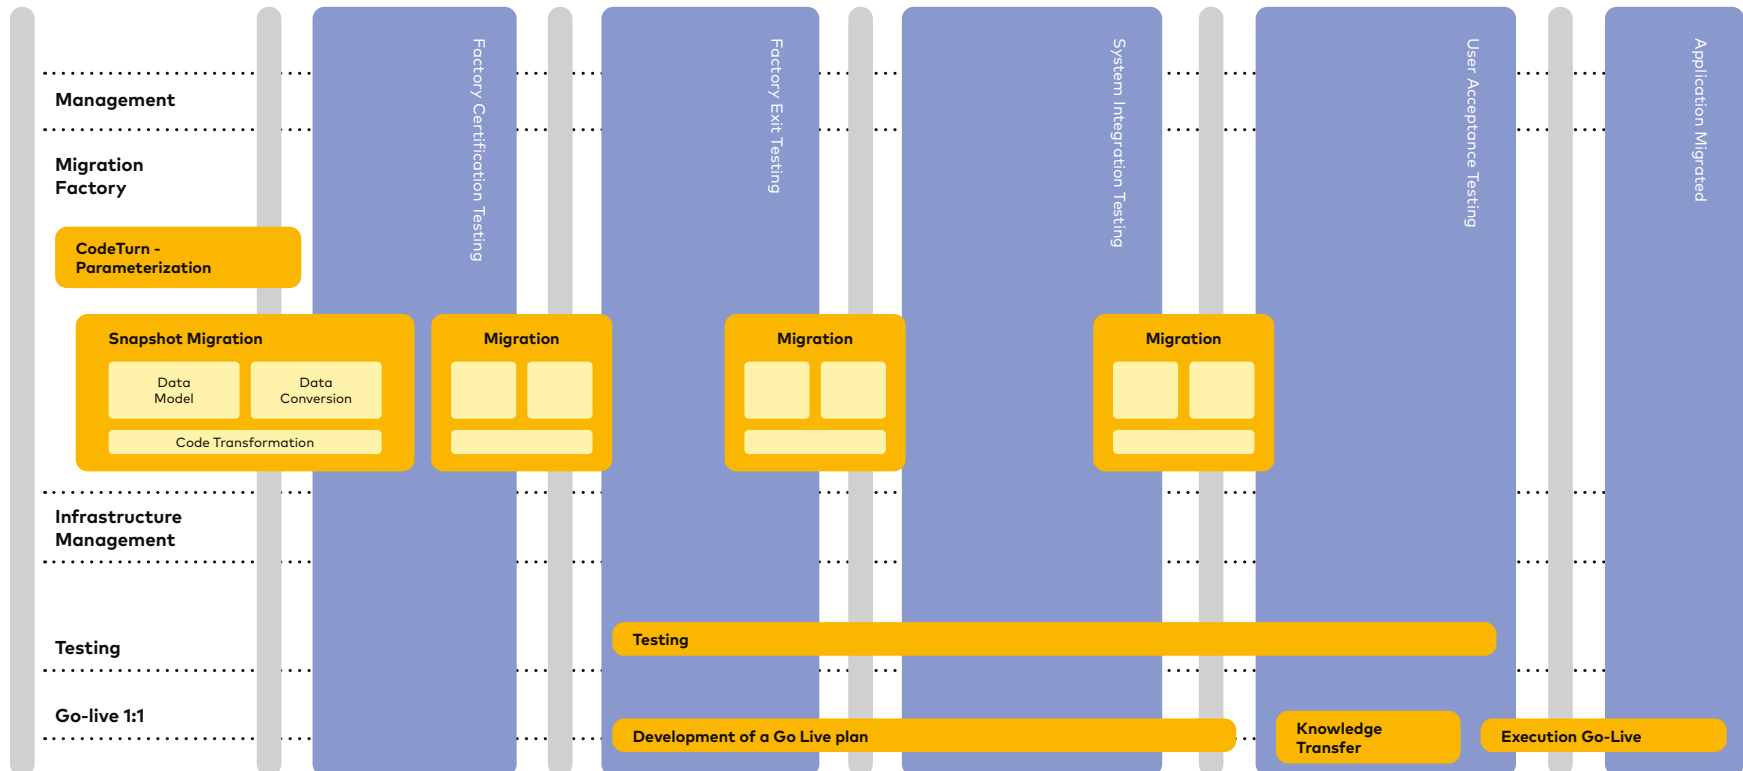 Factory Certification Testing
Factory Exit Testing
System Integration Testing
User Acceptance Testing
Application Migrated
Management
Migration
Factory
CodeTurn -
Parameterization
Snapshot Migration
Data
Model
Data
Conversion
Code Transformation
Migration
Migration
Migration
Infrastructure
Management
Testing
Testing
Go-live 1:1
Development of a Go Live plan
Knowledge
Transfer
Execution Go-Live